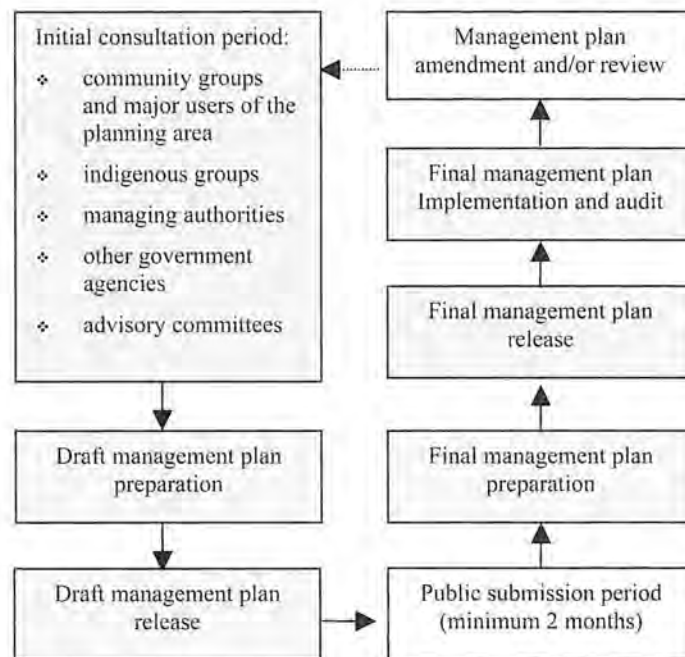 Initial consultation period:
❖ community groups
and major users of the
planning area
❖ indigenous groups
❖ managing authorities
❖ other government
agencies
❖ advisory committees
Draft management plan
preparation
Draft management plan
release
Public submission period
(minimum 2 months)
Final management plan
preparation
Final management plan
release
Final management plan
Implementation and audit
Management plan
amendment and/or review